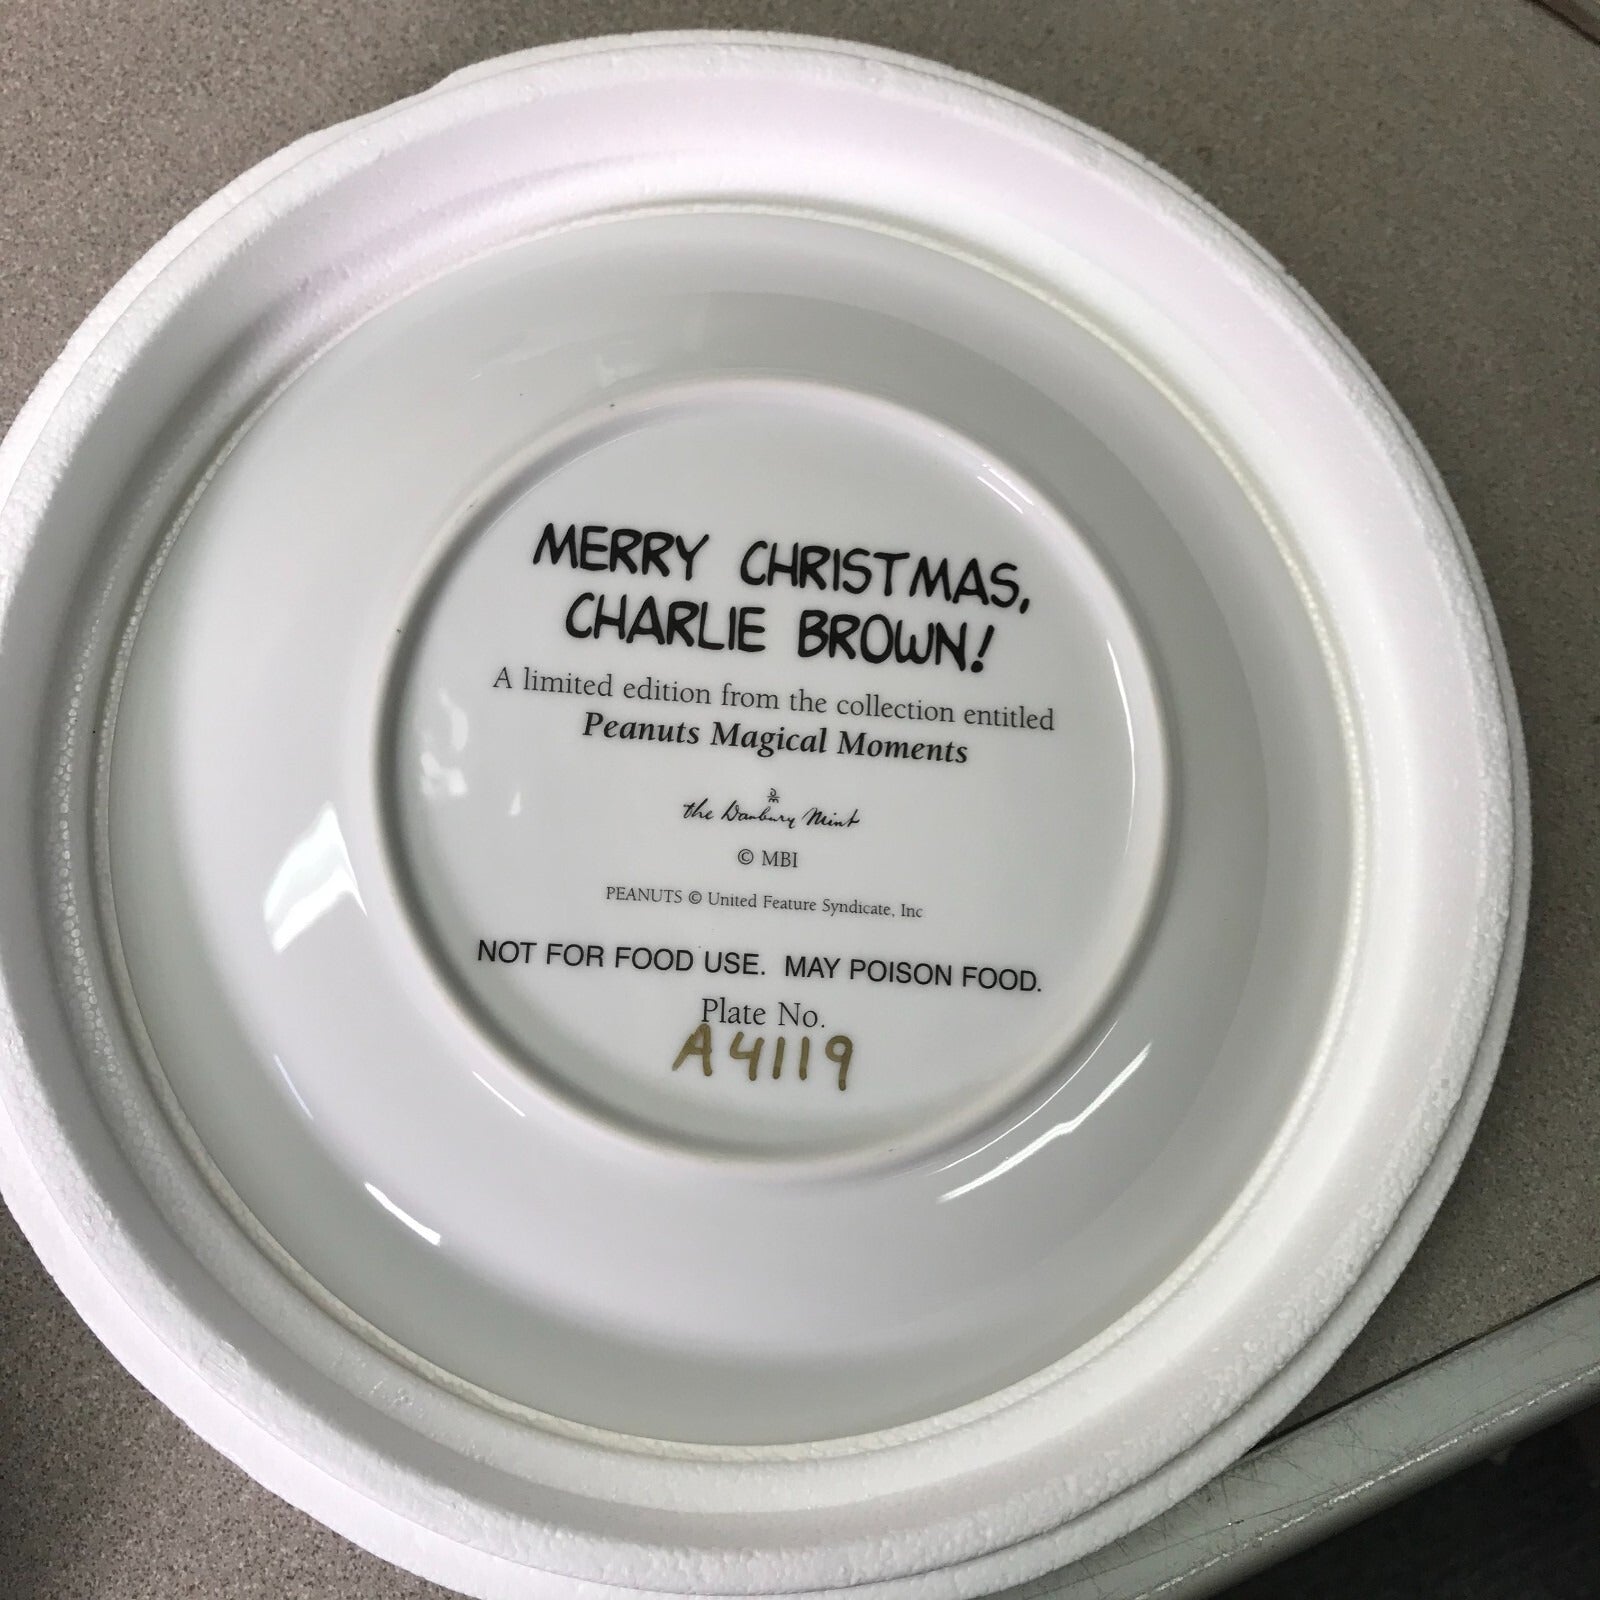 MERRY CHRISTMAS,
CHARLIE BROWN!
A limited edition from the collection entitled
Peanuts Magical Moments
DM
the Danbury Mint
© MBI
PEANUTS © United Feature Syndicate, Inc
NOT FOR FOOD USE. MAY POISON FOOD.
Plate No.
A4119